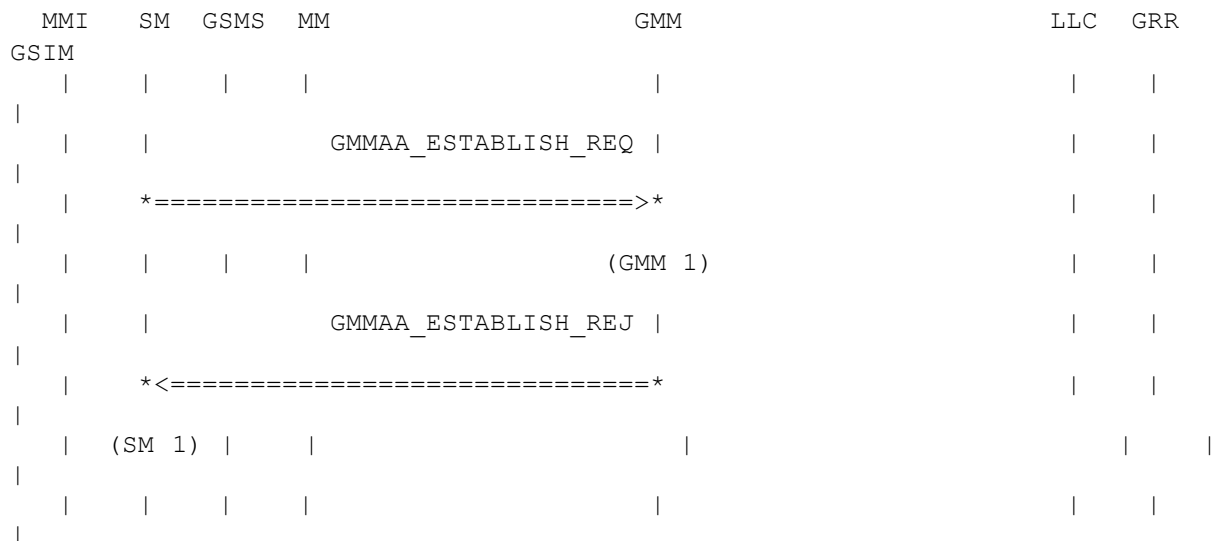 MMI SM GSMS MM GMM LLC GRR
GSIM
| | | | | | |
|
| | GMMAA_ESTABLISH_REQ | | |
|
| *==============================>* | |
|
| | | | (GMM 1) | |
|
| | GMMAA_ESTABLISH_REJ | | |
|
| *<==============================* | |
|
| (SM 1) | | | | |
|
| | | | | | |
|